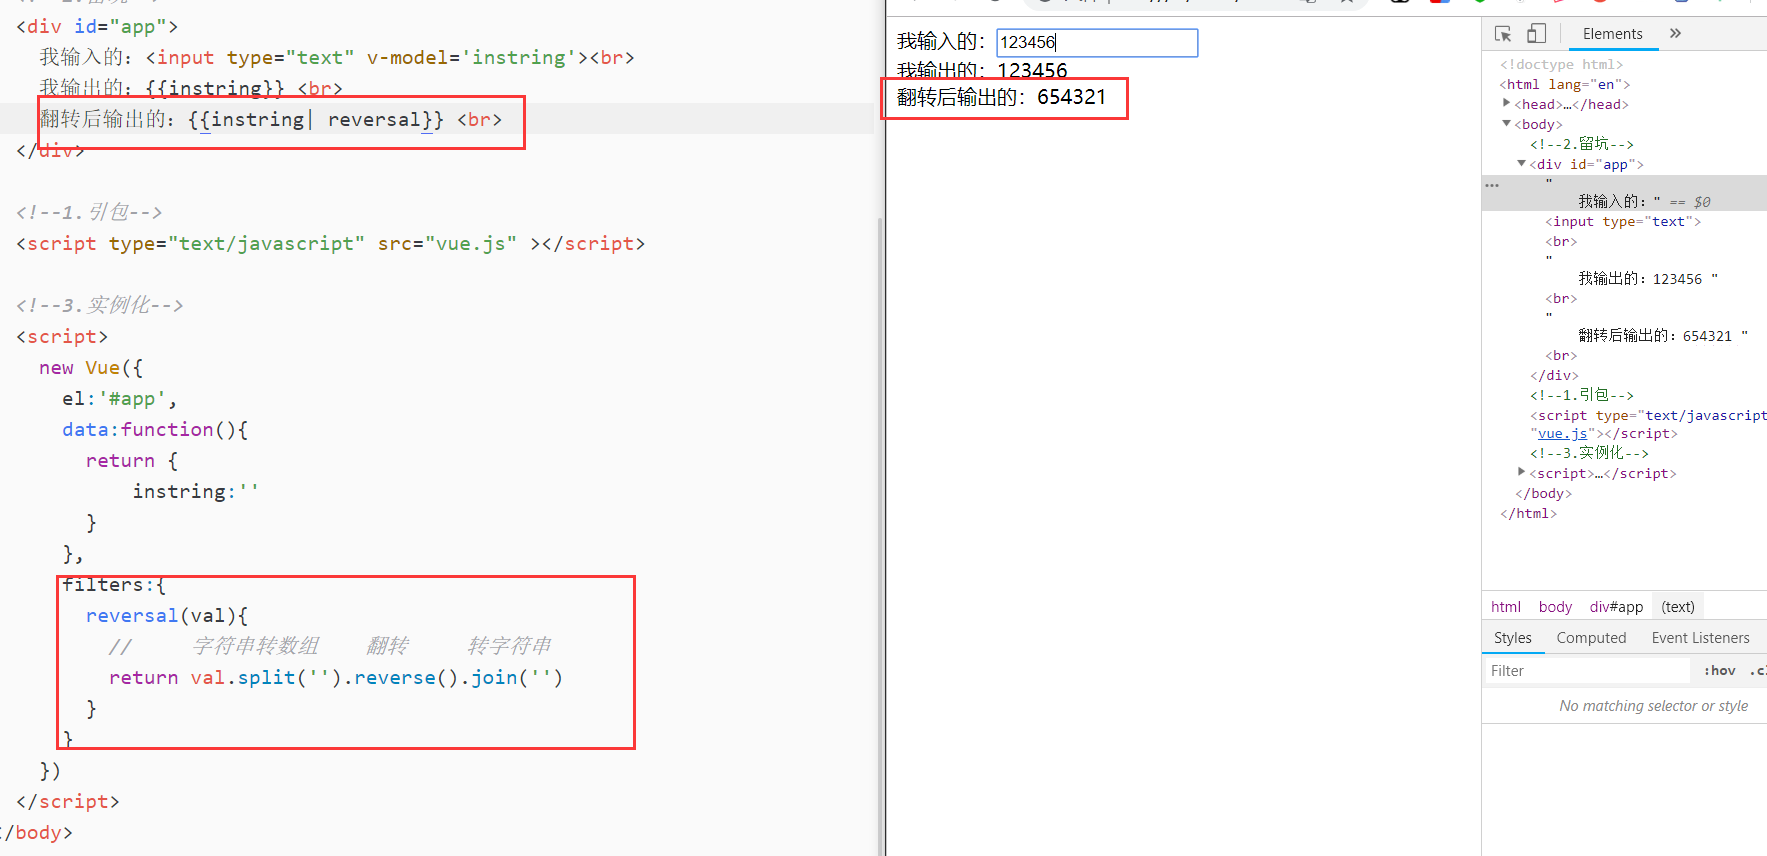 <div id="app">
我输入的：<input type="text" v-model='instring'><br>
我输出的：{{instring}} <br>
翻转后输出的：{{instring| reversal}} <br>
</div>
<!--1.引包-->
<script type="text/javascript" src="vue.js" ></script>
<!--3.实例化-->
<script>
new Vue({
el:'#app',
data:function(){
return {
instring:''
}
},
filters:{
reversal(val){
// 字符串转数组 翻转 转字符串
return val.split('').reverse().join('')
}
}
})
</script>
/body>
我输入的：123456
我输出的：123456
翻转后输出的：654321
Elements »
<!doctype html>
<html lang="en">
<head>…</head>
<body>
<!--2.留坑-->
<div id="app">
… "
我输入的：" == $0
<input type="text">
<br>
"
我输出的：123456 "
<br>
"
翻转后输出的：654321 "
<br>
</div>
<!--1.引包-->
<script type="text/javascript
"vue.js"></script>
<!--3.实例化-->
<script>…</script>
</body>
</html>
html body div#app (text)
Styles Computed Event Listeners
Filter :hov .cl
No matching selector or style